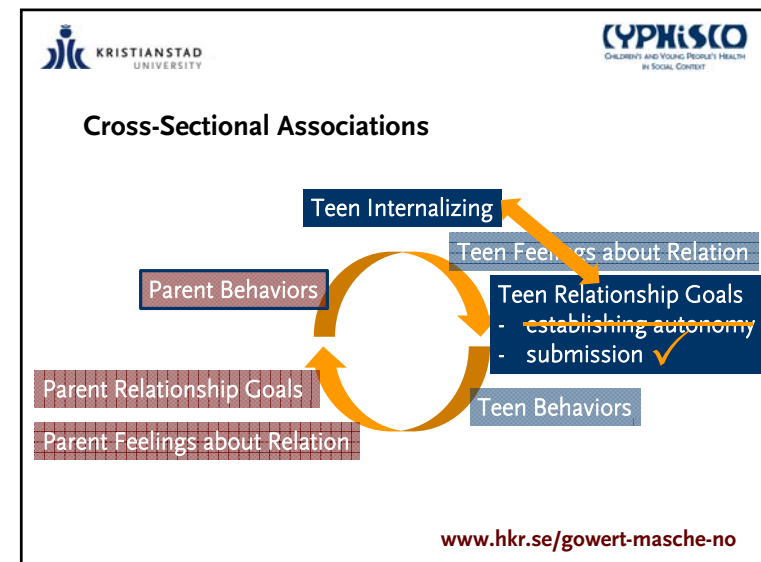 KRISTIANSTAD
UNIVERSITY
CYPHiSCO
CHILDREN'S AND YOUNG PEOPLE'S HEALTH
IN SOCIAL CONTEXT
Cross-Sectional Associations
Teen Internalizing
Teen Feelings about Relation
Parent Behaviors
Teen Relationship Goals
- establishing autonomy
- submission ✓
Parent Relationship Goals
Teen Behaviors
Parent Feelings about Relation
www.hkr.se/gowert-masche-no